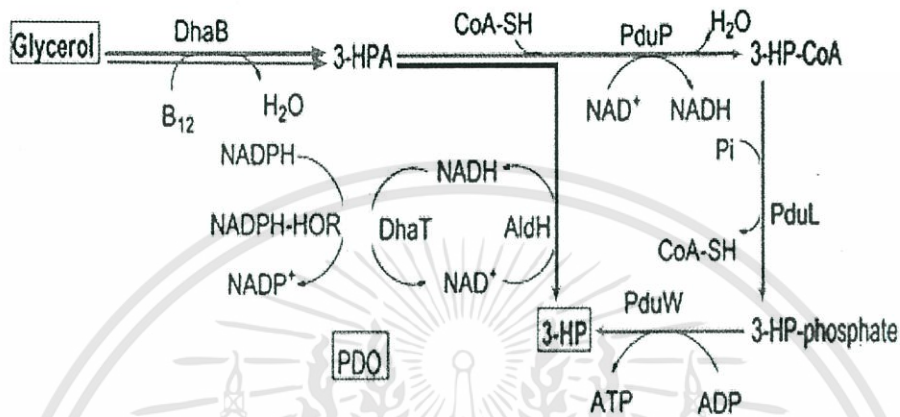 Glycerol
DhaB
B12
H2O
3-HPA
CoA-SH
PduP
H2O
3-HP-CoA
NAD+
NADH
Pi
PduL
CoA-SH
NADPH
NADPH-HOR
NADP+
DhaT
NADH
NAD+
AldH
PDO
3-HP
PduW
3-HP-phosphate
ATP
ADP